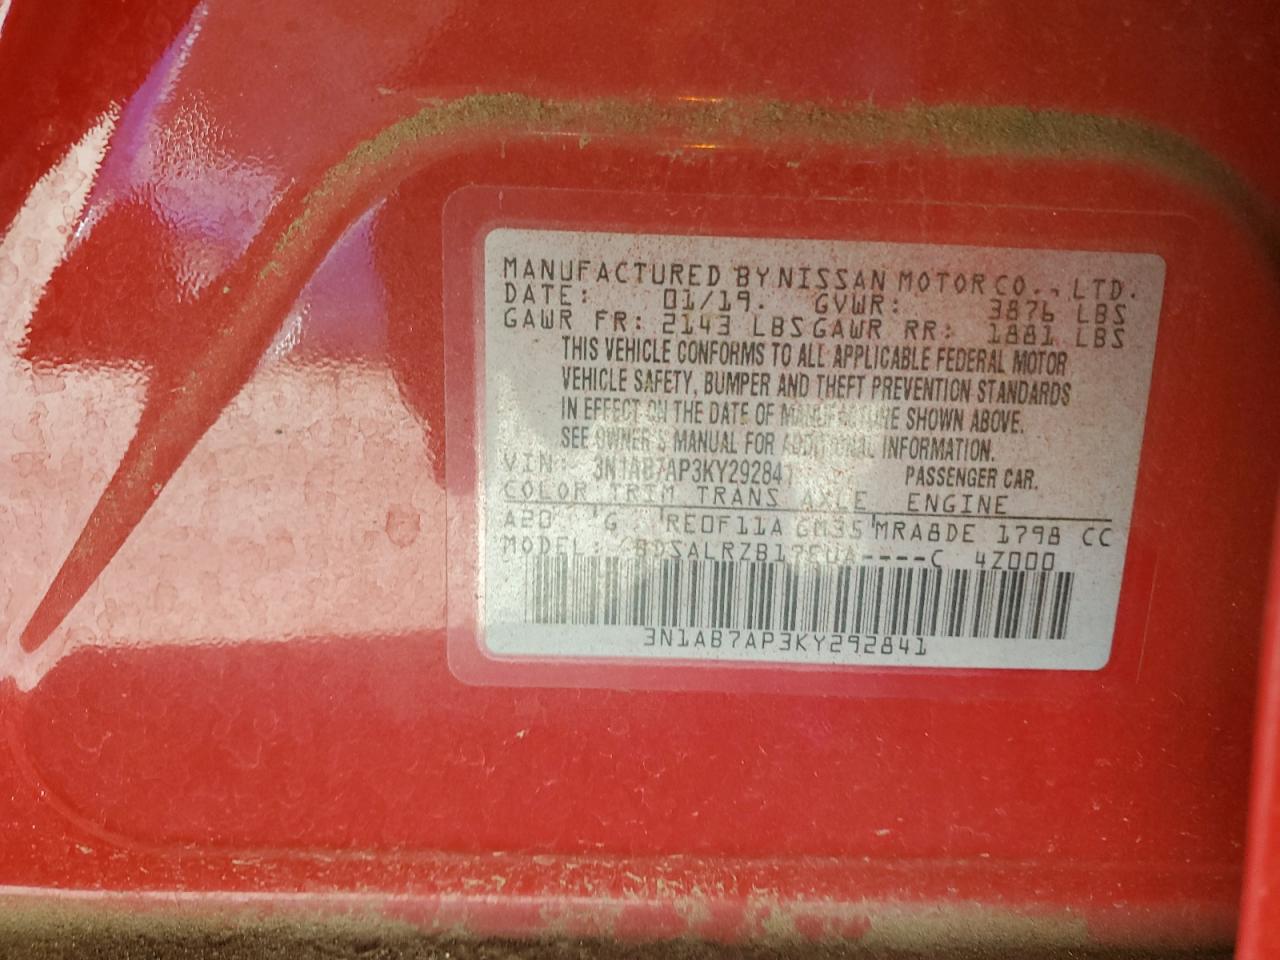 MANUFACTURED BY NISSAN MOTOR CO., LTD.
DATE: 01/19. GVWR: 3876 LBS
GAWR FR: 2143 LBS GAWR RR: 1881 LBS
THIS VEHICLE CONFORMS TO ALL APPLICABLE FEDERAL MOTOR
VEHICLE SAFETY, BUMPER AND THEFT PREVENTION STANDARDS
IN EFFECT ON THE DATE OF MANUFACTURE SHOWN ABOVE.
SEE OWNER'S MANUAL FOR ADDITIONAL INFORMATION.
VIN: 3N1AB7AP3KY292841 PASSENGER CAR.
COLOR TRIM TRANS AXLE ENGINE
A20 G RE0F11A GM35 MRA8DE 1798 CC
MODEL: C 4Z000
3N1AB7AP3KY292841